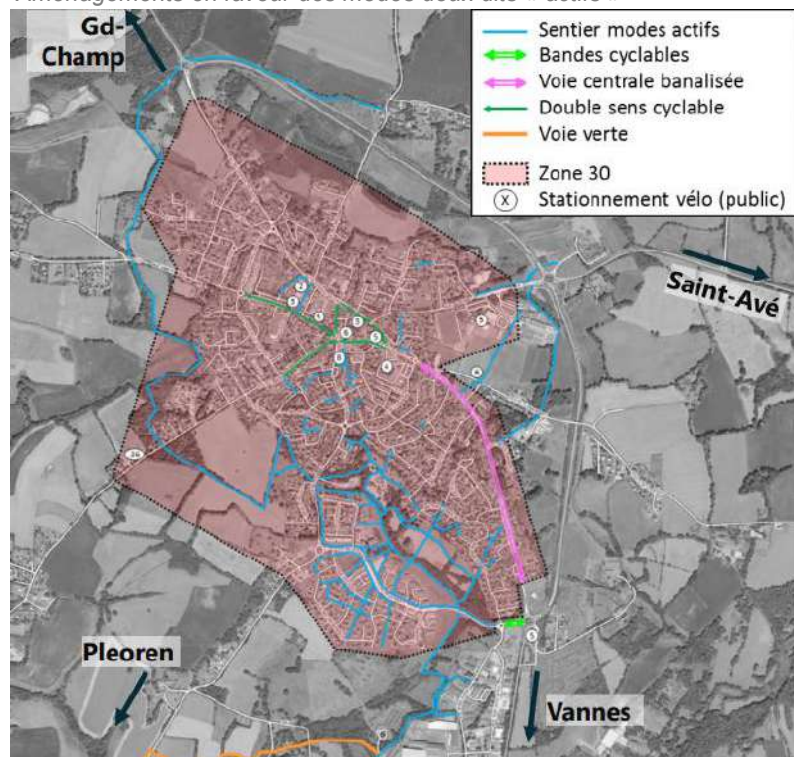 Gd-
Champ
Sentier modes actifs
Bandes cyclables
Voie centrale banalisée
Double sens cyclable
Voie verte
Zone 30
X Stationnement vélo (public)
Saint-Avé
Pleoren
Vannes